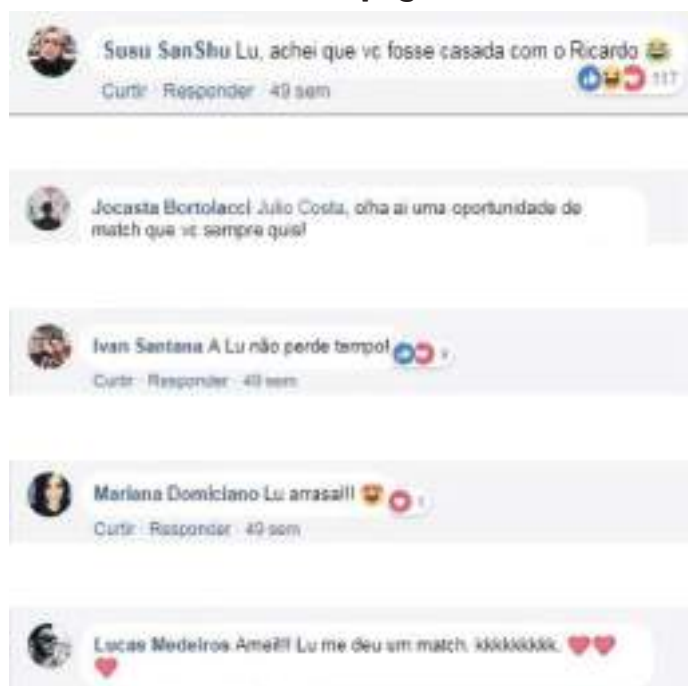 Susu SanShu Lu, achei que vc fosse casada com o Ricardo 😂
117
Curtir Responder 49 sem
Jocasta Bortolacci Julio Costa, olha ai uma oportunidade de
match que vc sempre quis!
Ivan Santana A Lu não perde tempo!
Curtir Responder 49 sem
Mariana Domiciano Lu arrasa!!! 😍
Curtir Responder 49 sem
Lucas Medeiros Amei!!! Lu me deu um match, kkkkkkkkk. ❤❤
❤